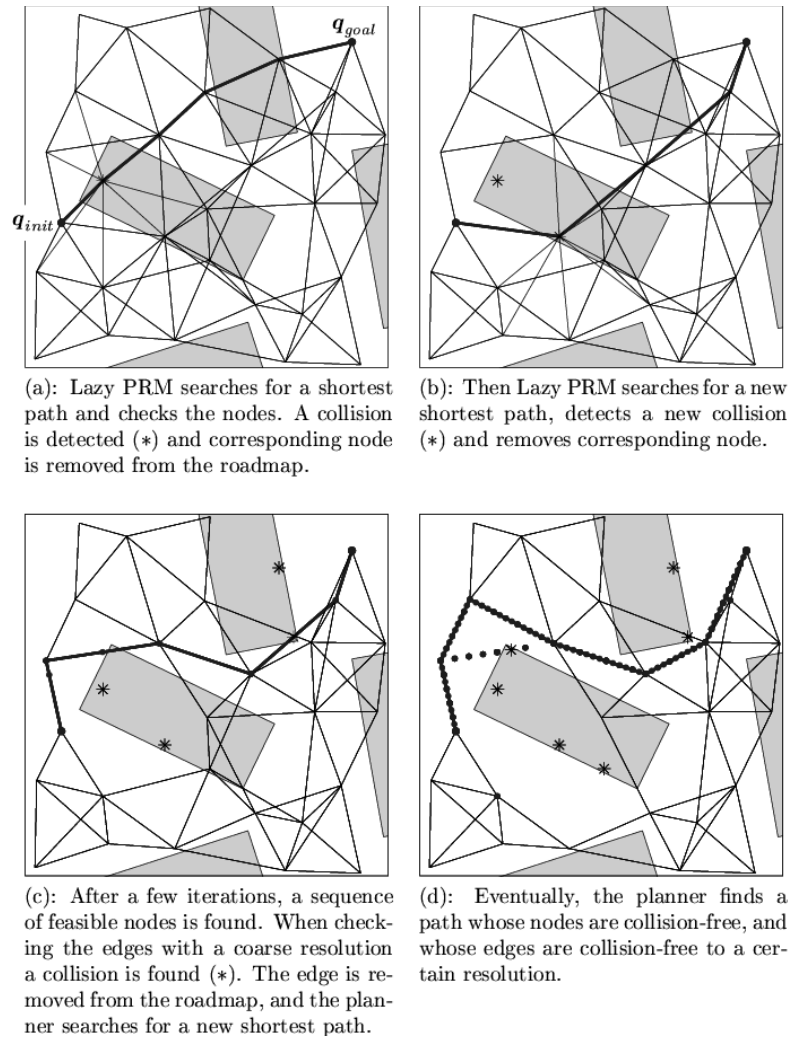 q_goal
q_init
(a): Lazy PRM searches for a shortest
path and checks the nodes. A collision
is detected (∗) and corresponding node
is removed from the roadmap.
(b): Then Lazy PRM searches for a new
shortest path, detects a new collision
(∗) and removes corresponding node.
(c): After a few iterations, a sequence
of feasible nodes is found. When check-
ing the edges with a coarse resolution
a collision is found (∗). The edge is re-
moved from the roadmap, and the plan-
ner searches for a new shortest path.
(d): Eventually, the planner finds a
path whose nodes are collision-free, and
whose edges are collision-free to a cer-
tain resolution.